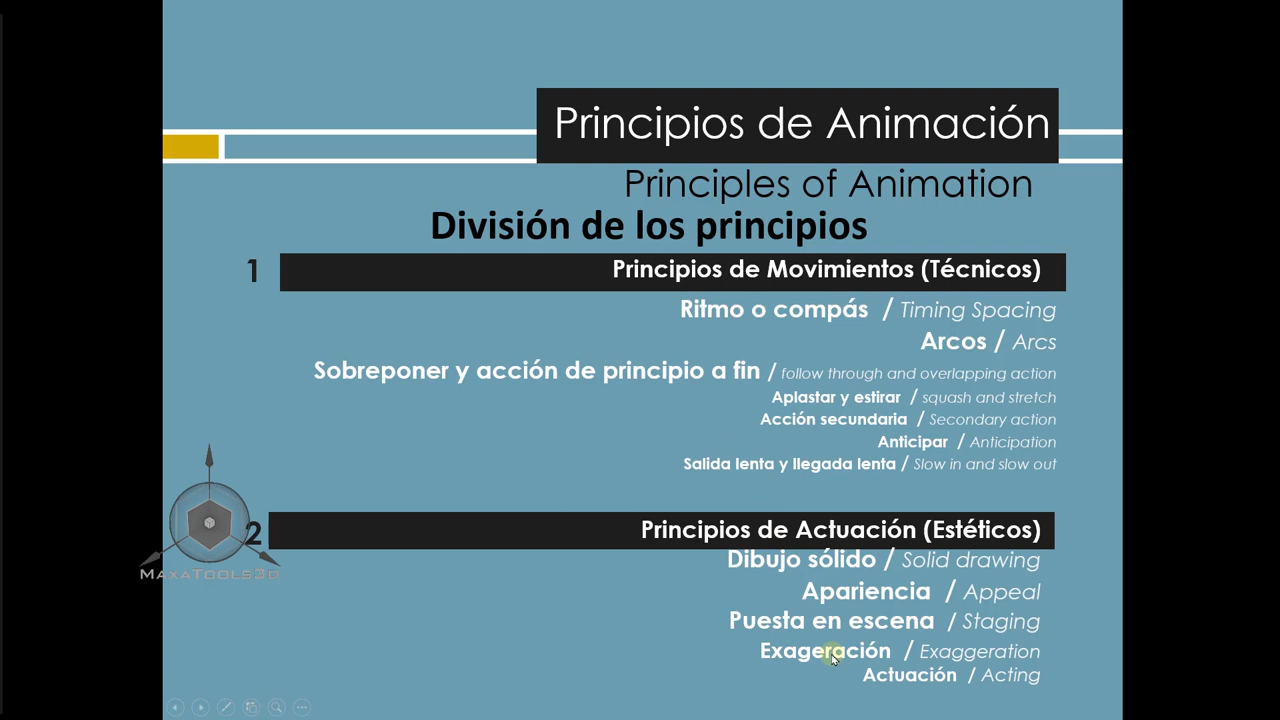 Principios de Animación
Principles of Animation
División de los principios
1 Principios de Movimientos (Técnicos)
Ritmo o compás / Timing Spacing
Arcos / Arcs
Sobreponer y acción de principio a fin / follow through and overlapping action
Aplastar y estirar / squash and stretch
Acción secundaria / Secondary action
Anticipar / Anticipation
Salida lenta y llegada lenta / Slow in and slow out
2 Principios de Actuación (Estéticos)
Dibujo sólido / Solid drawing
MaxaTools3d
Apariencia / Appeal
Puesta en escena / Staging
Exageración / Exaggeration
Actuación / Acting